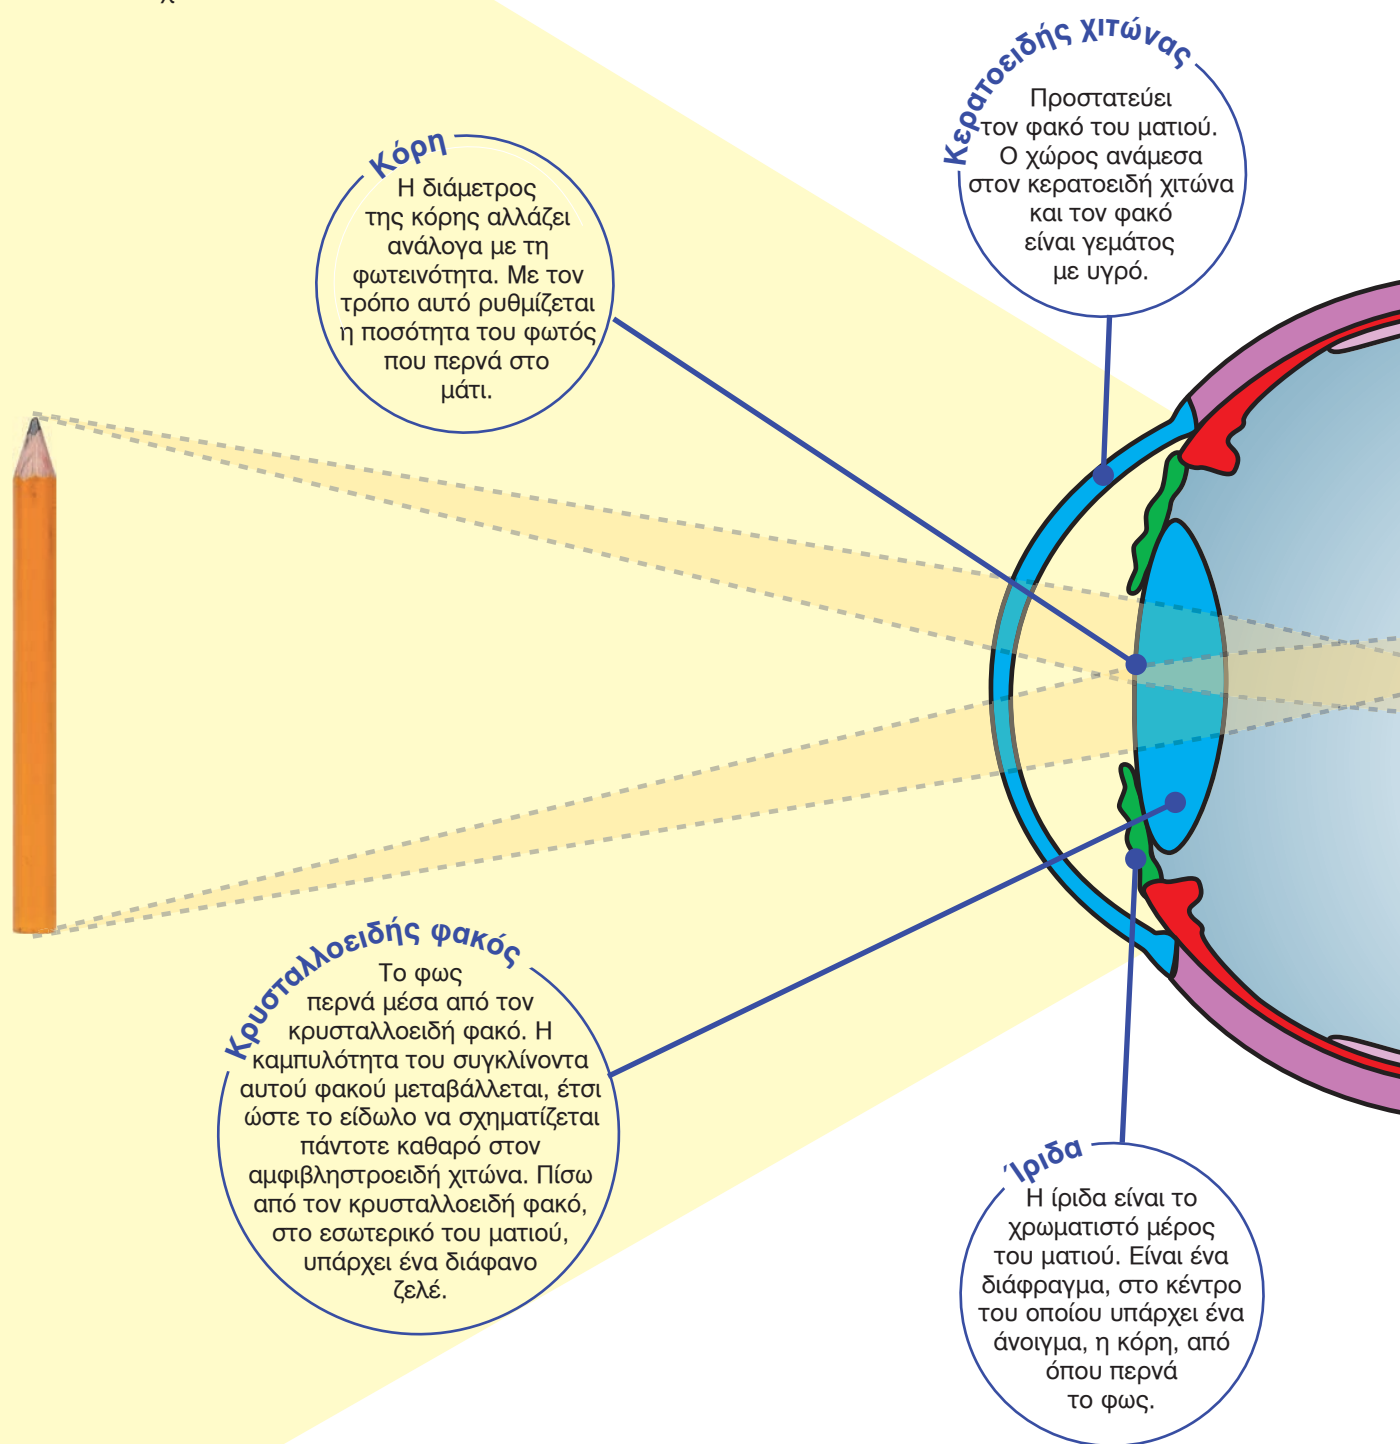 Κερατοειδής χιτώνας
Προστατεύει
τον φακό του ματιού.
Ο χώρος ανάμεσα
στον κερατοειδή χιτώνα
και τον φακό
είναι γεμάτος
με υγρό.
Κόρη
Η διάμετρος
της κόρης αλλάζει
ανάλογα με τη
φωτεινότητα. Με τον
τρόπο αυτό ρυθμίζεται
η ποσότητα του φωτός
που περνά στο
μάτι.
Κρυσταλλοειδής φακός
Το φως
περνά μέσα από τον
κρυσταλλοειδή φακό. Η
καμπυλότητα του συγκλίνοντα
αυτού φακού μεταβάλλεται, έτσι
ώστε το είδωλο να σχηματίζεται
πάντοτε καθαρό στον
αμφιβληστροειδή χιτώνα. Πίσω
από τον κρυσταλλοειδή φακό,
στο εσωτερικό του ματιού,
υπάρχει ένα διάφανο
ζελέ.
Ίριδα
Η ίριδα είναι το
χρωματιστό μέρος
του ματιού. Είναι ένα
διάφραγμα, στο κέντρο
του οποίου υπάρχει ένα
άνοιγμα, η κόρη, από
όπου περνά
το φως.